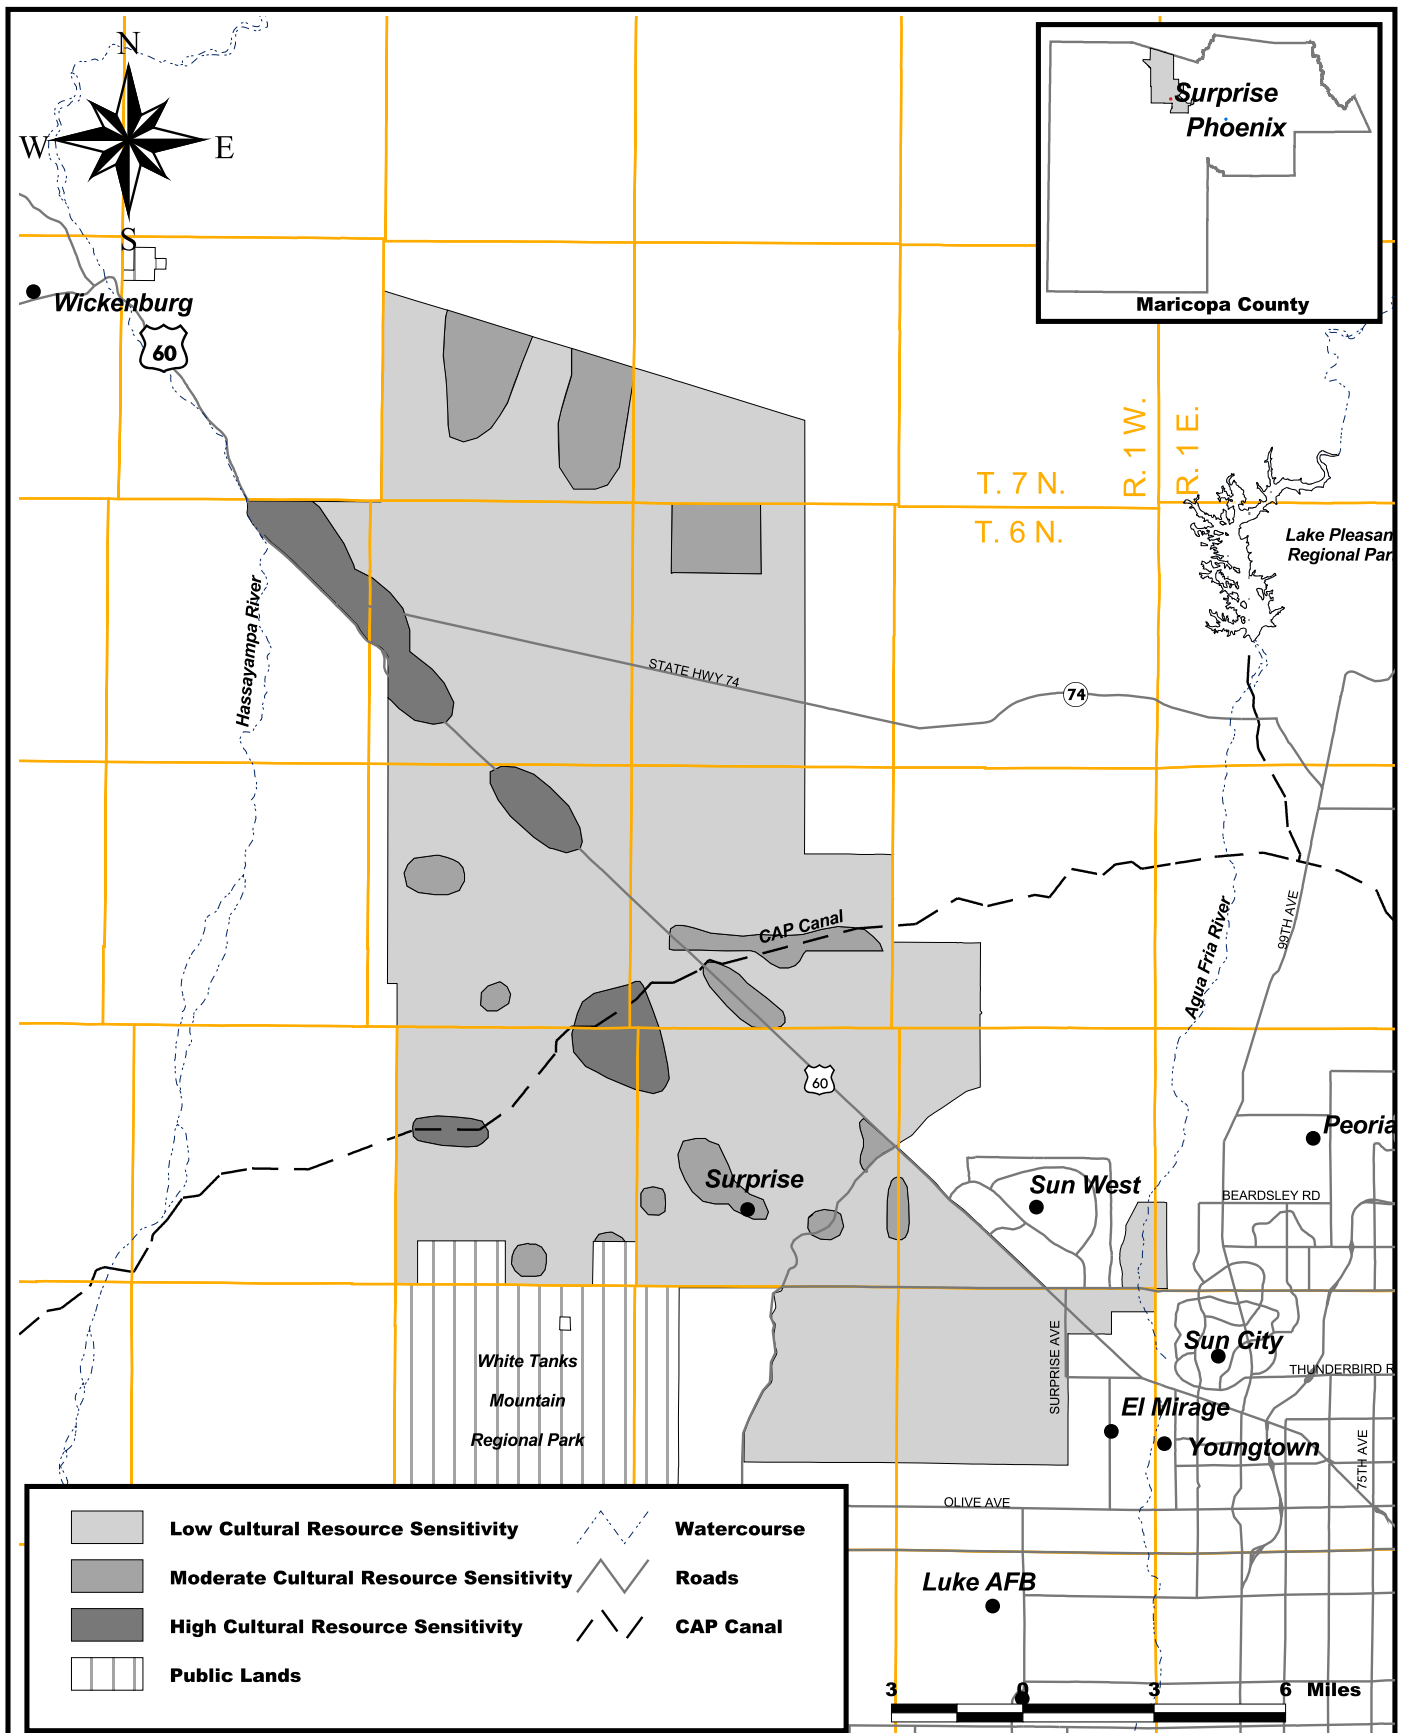 N
W
E
S
Surprise
Phoenix
Maricopa County
Wickenburg
60
R. 1 W.
R. 1 E.
T. 7 N.
T. 6 N.
Lake Pleasan
Regional Par
Hassayampa River
STATE HWY 74
74
CAP Canal
99TH AVE
Agua Fria River
60
Peoria
Surprise
Sun West
BEARDSLEY RD
SURPRISE AVE
Sun City
THUNDERBIRD R
White Tanks
Mountain
Regional Park
El Mirage
Youngtown
75TH AVE
OLIVE AVE
Luke AFB
Low Cultural Resource Sensitivity
Watercourse
Moderate Cultural Resource Sensitivity
Roads
High Cultural Resource Sensitivity
CAP Canal
Public Lands
3 0 3 6 Miles